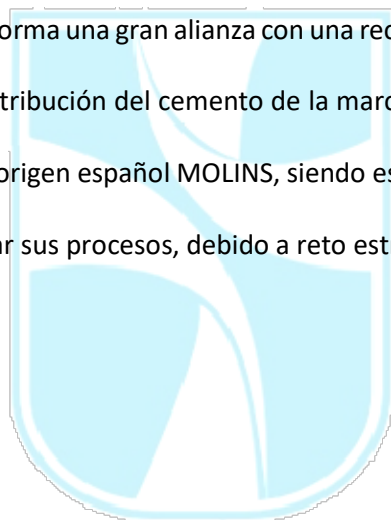 orma una gran alianza con una rec
tribución del cemento de la marc
origen español MOLINS, siendo es
ar sus procesos, debido a reto est